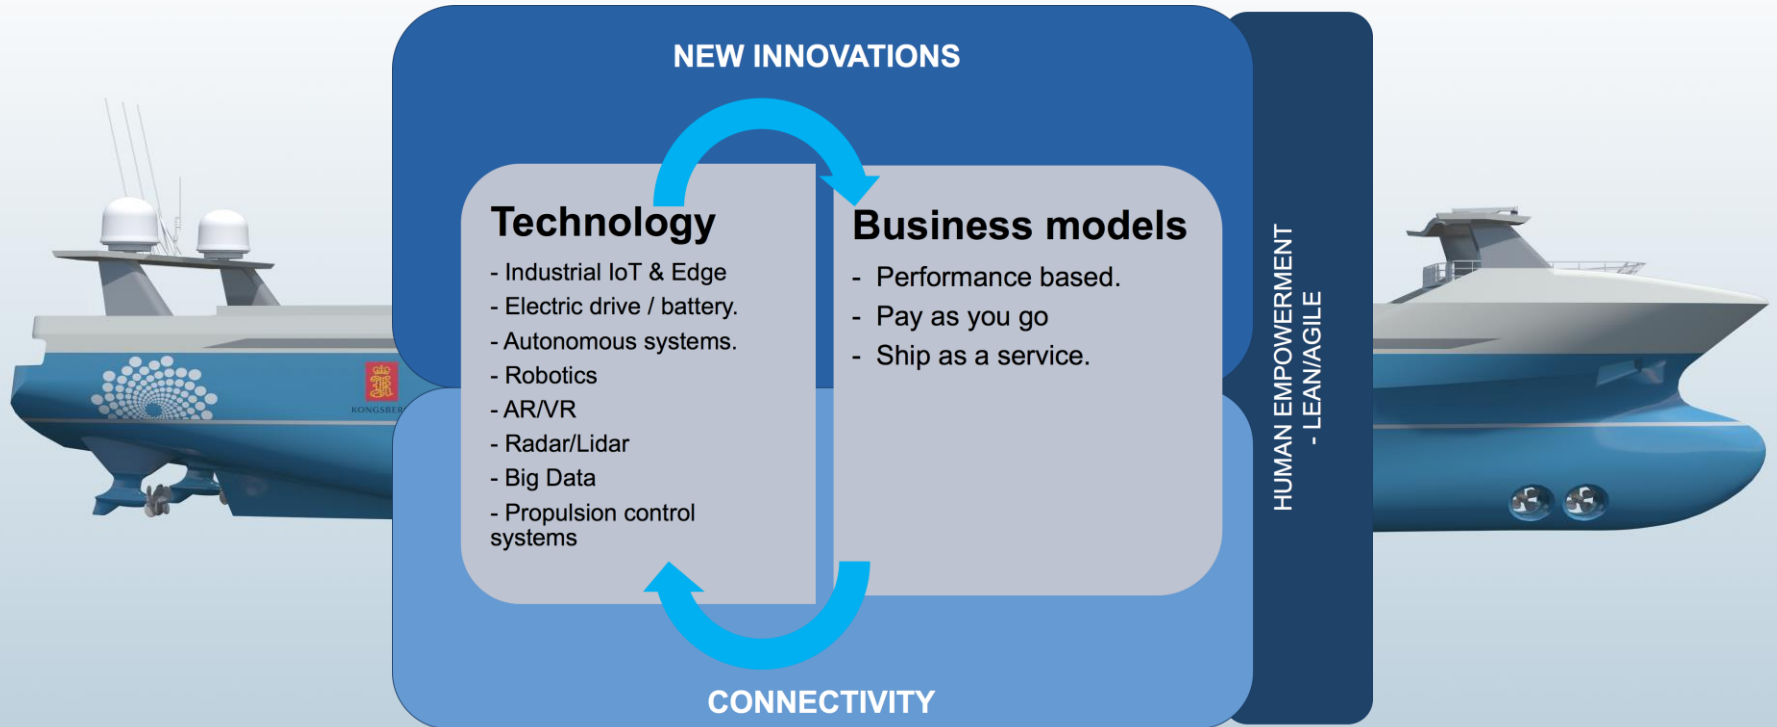 NEW INNOVATIONS
Technology
- Industrial IoT & Edge
- Electric drive / battery.
- Autonomous systems.
- Robotics
- AR/VR
- Radar/Lidar
- Big Data
- Propulsion control
systems
Business models
- Performance based.
- Pay as you go
- Ship as a service.
CONNECTIVITY
HUMAN EMPOWERMENT
- LEAN/AGILE